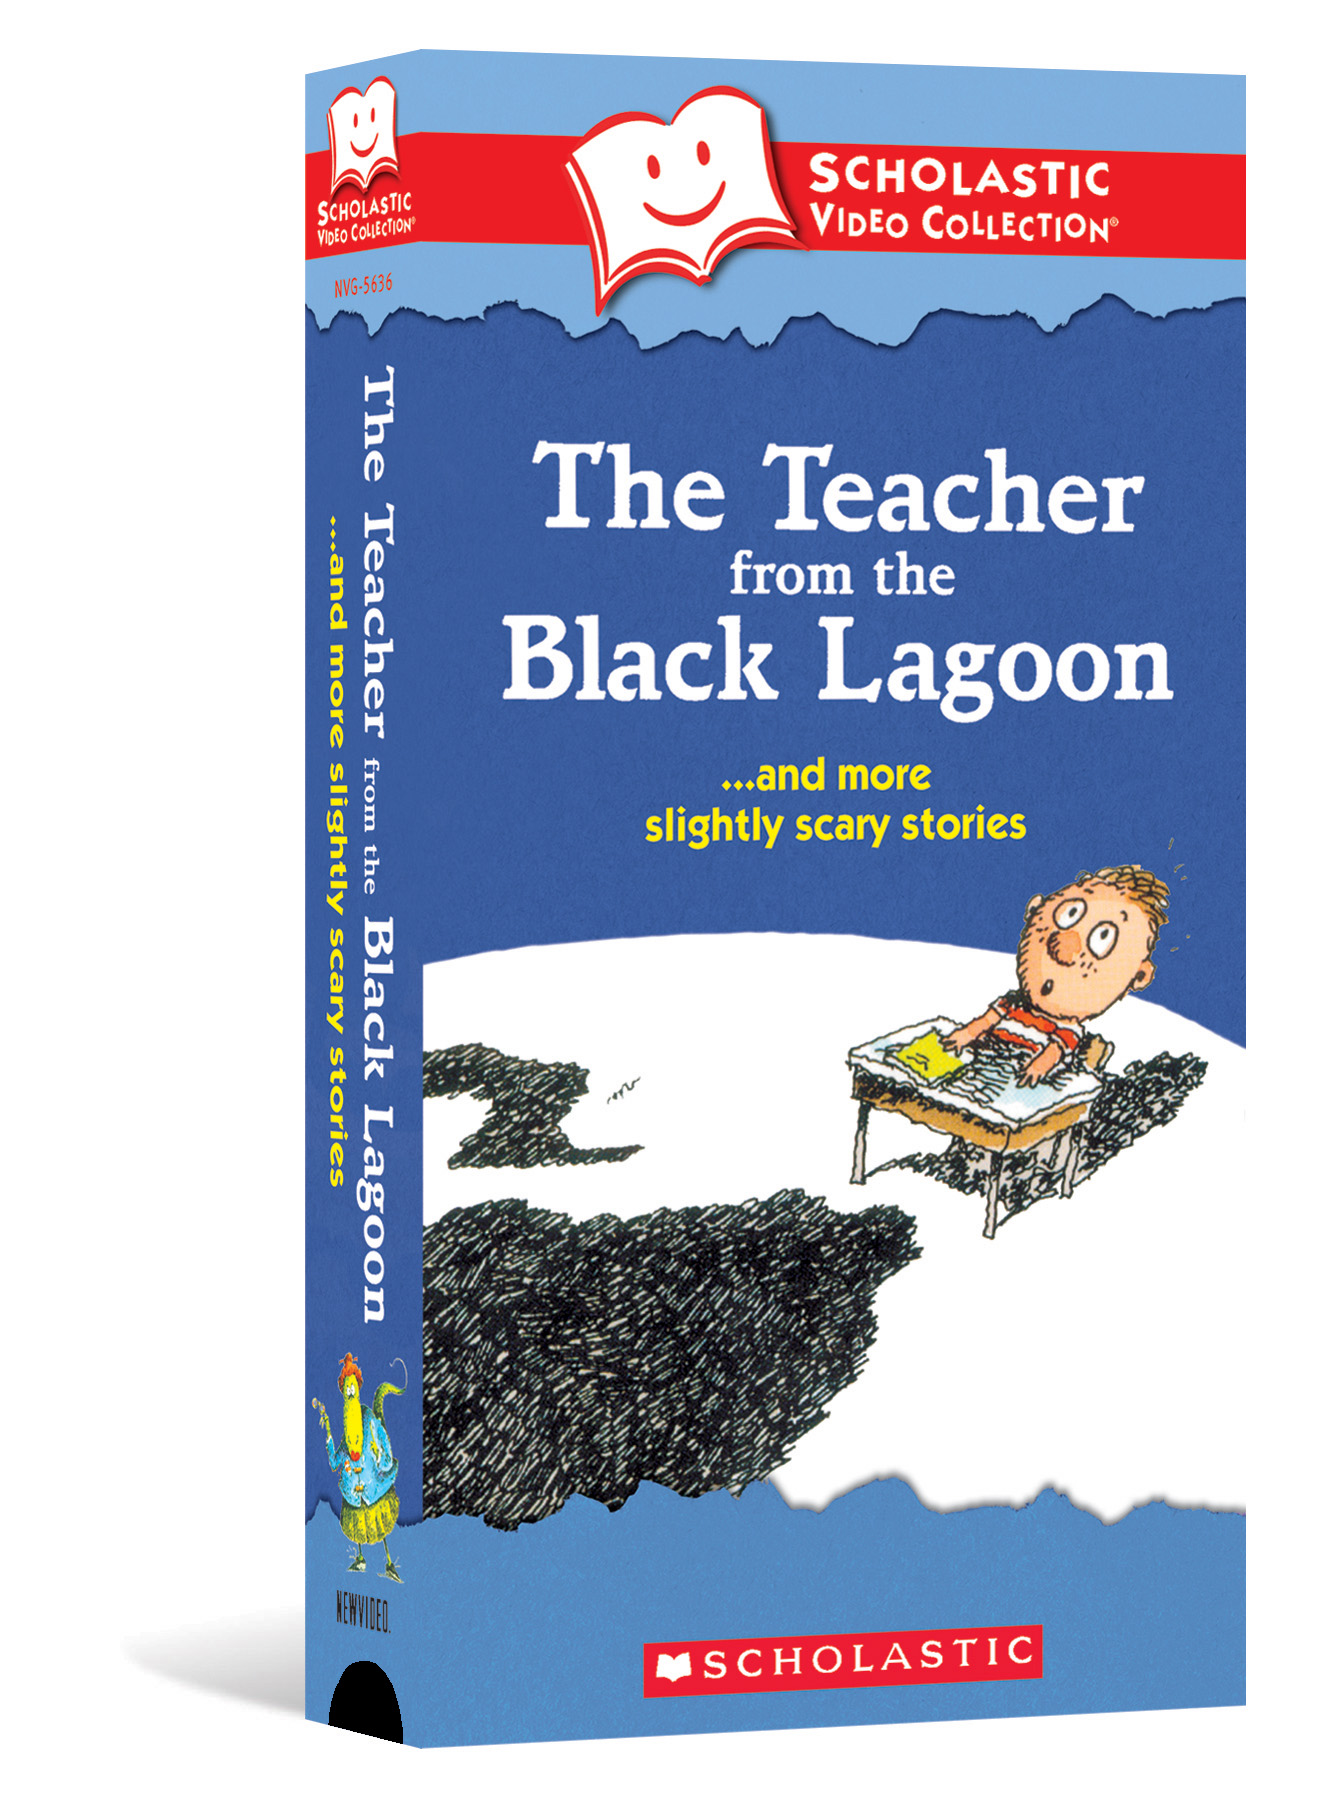 SCHOLASTIC
VIDEO COLLECTION®
NVG-5636
The Teacher from the Black Lagoon
...and more slightly scary stories
NEWVIDEO.
SCHOLASTIC
VIDEO COLLECTION®
The Teacher
from the
Black Lagoon
...and more
slightly scary stories
SCHOLASTIC